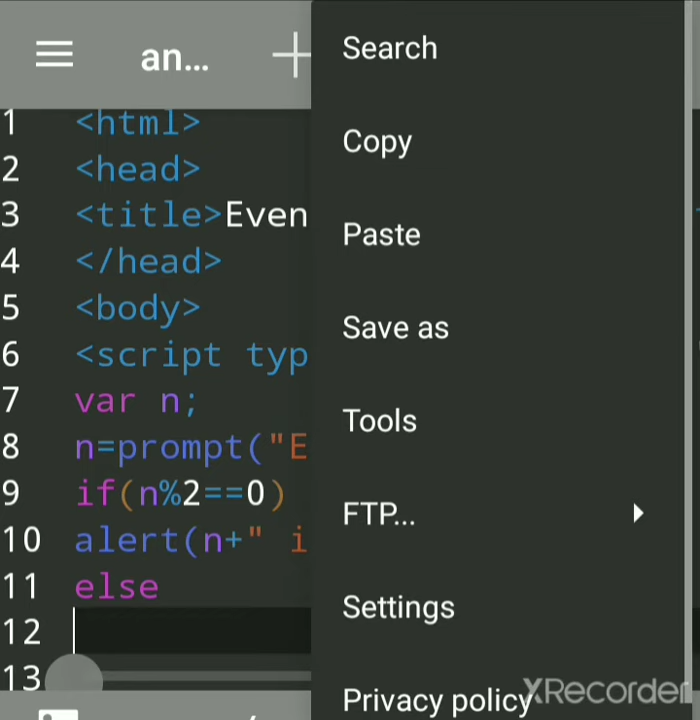 an...
Search
Copy
Paste
Save as
Tools
FTP...
Settings
Privacy policy
1 <html>
2 <head>
3 <title>Even
4 </head>
5 <body>
6 <script typ
7 var n;
8 n=prompt("E
9 if(n%2==0)
10 alert(n+" i
11 else
12
13
XRecorder